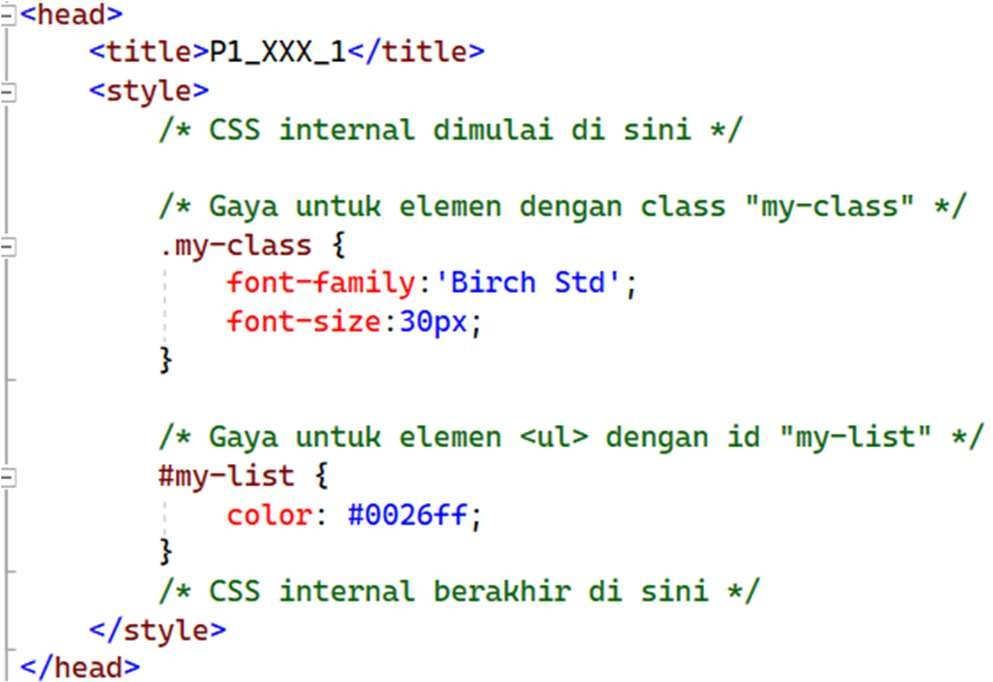 <head>
<title>P1_XXX_1</title>
<style>
/* CSS internal dimulai di sini */
/* Gaya untuk elemen dengan class "my-class" */
.my-class {
font-family:'Birch Std';
font-size:30px;
}
/* Gaya untuk elemen <ul> dengan id "my-list" */
#my-list {
color: #0026ff;
}
/* CSS internal berakhir di sini */
</style>
</head>